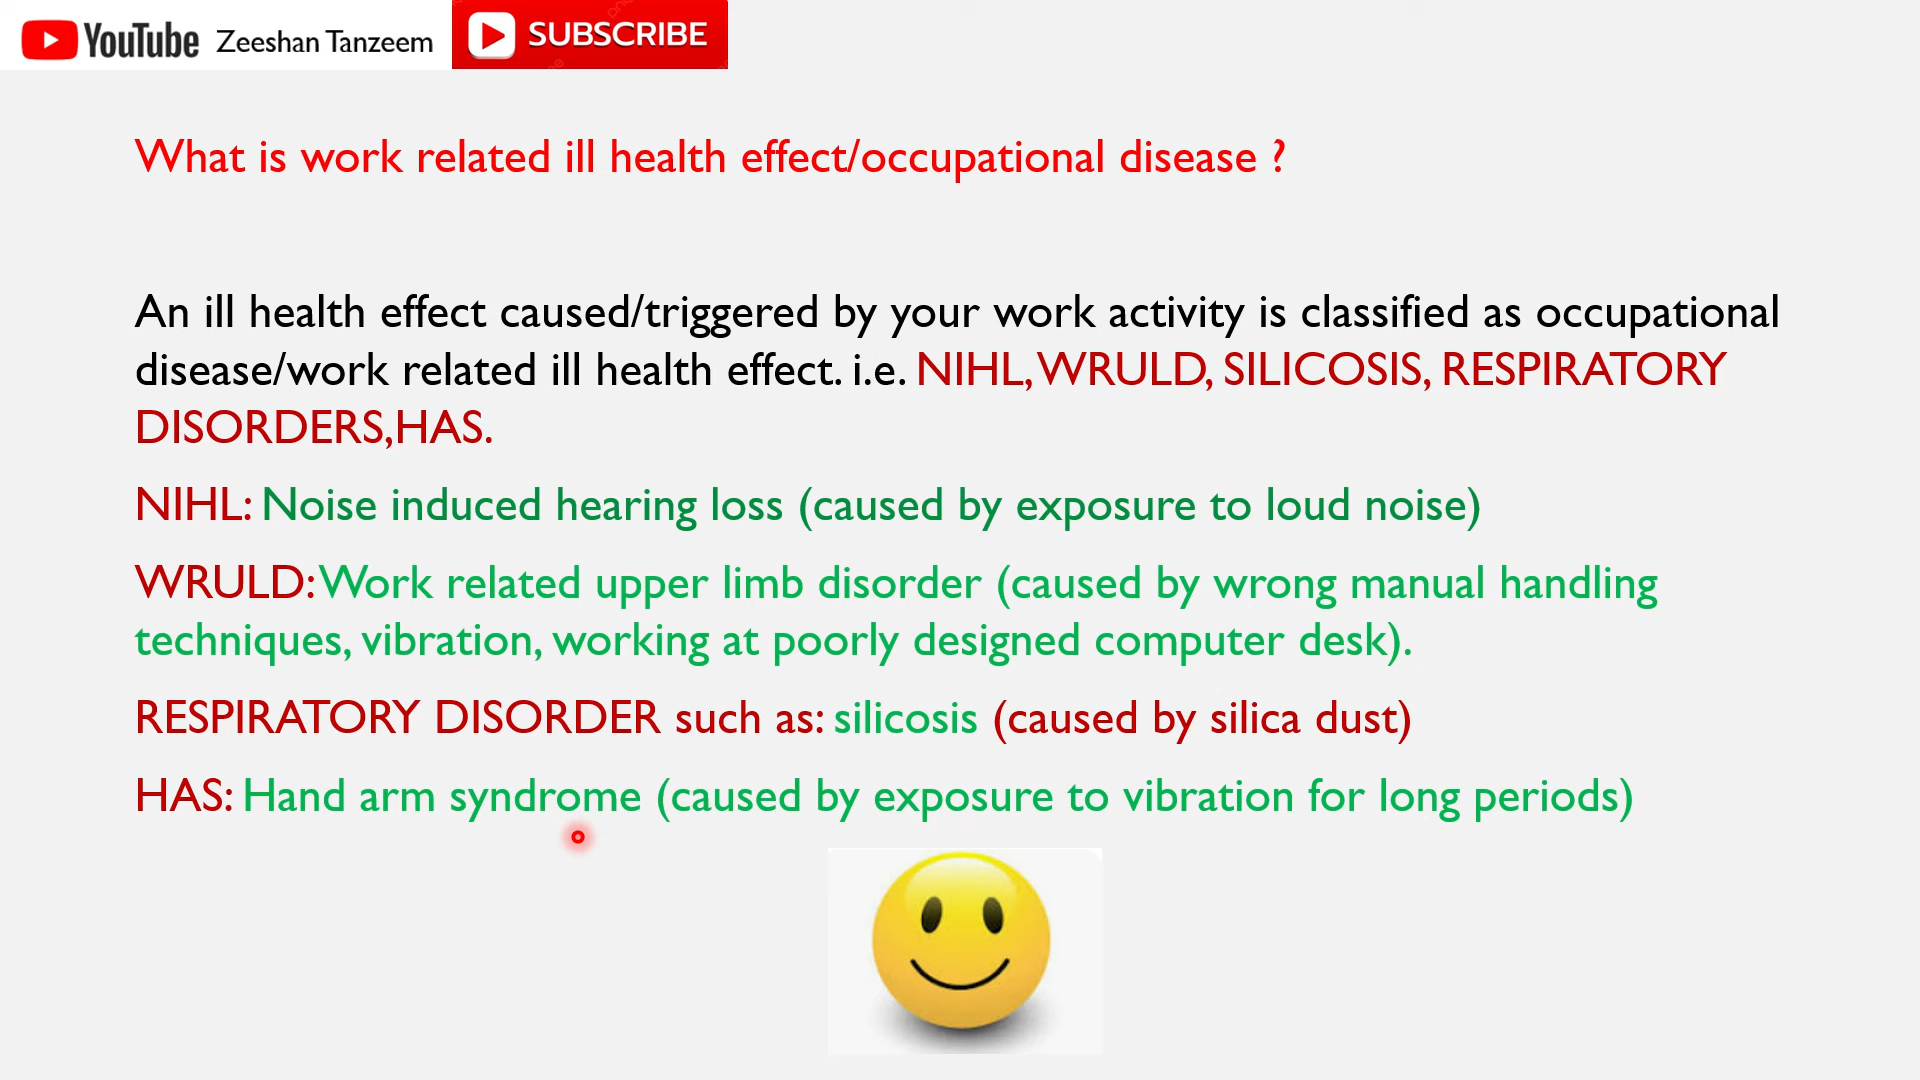 YouTube Zeeshan Tanzeem SUBSCRIBE
What is work related ill health effect/occupational disease ?
An ill health effect caused/triggered by your work activity is classified as occupational
disease/work related ill health effect. i.e. NIHL, WRULD, SILICOSIS, RESPIRATORY
DISORDERS,HAS.
NIHL: Noise induced hearing loss (caused by exposure to loud noise)
WRULD: Work related upper limb disorder (caused by wrong manual handling
techniques, vibration, working at poorly designed computer desk).
RESPIRATORY DISORDER such as: silicosis (caused by silica dust)
HAS: Hand arm syndrome (caused by exposure to vibration for long periods)